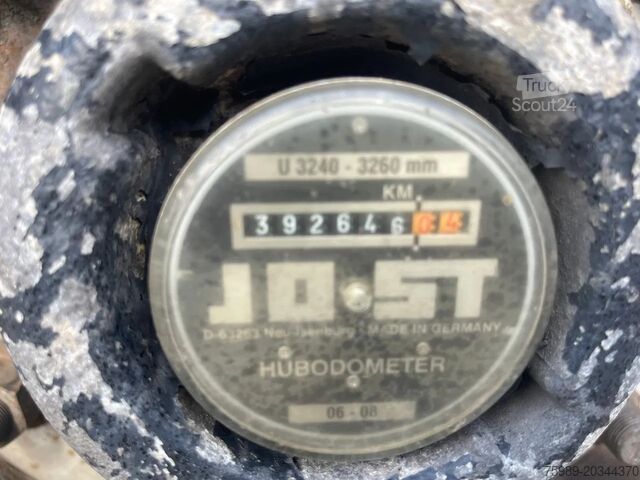 Truck
Scout24
U 3240 - 3260 mm
KM
392646
JOST
D-63263 Neu-Isenburg - MADE IN GERMANY
HUBODOMETER
06 - 08
75989-20344370